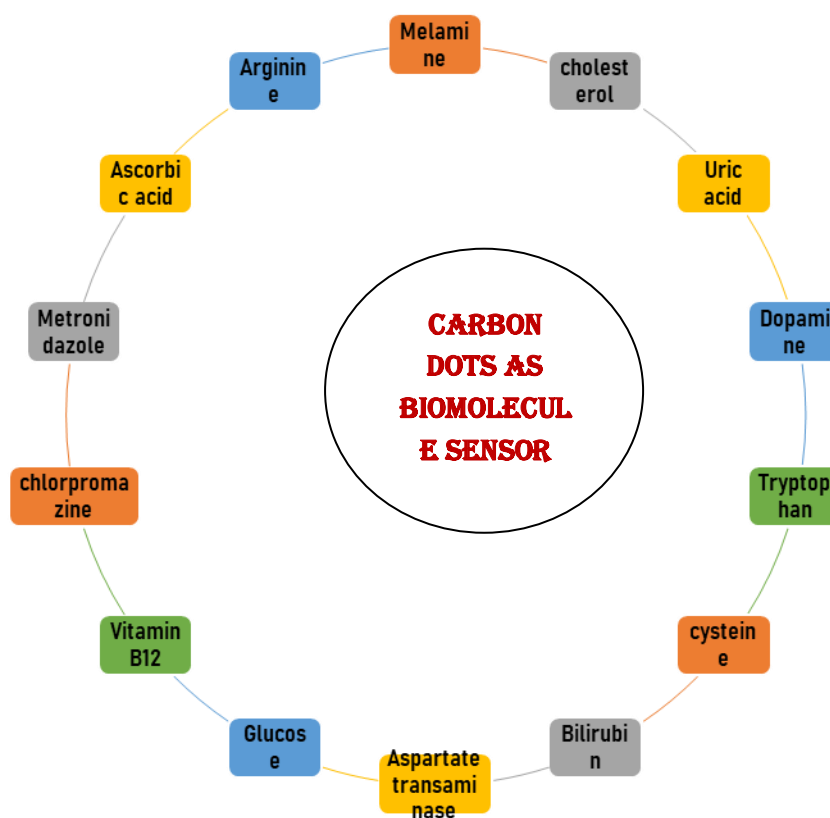 Melami
ne
cholest
erol
Uric
acid
Dopami
ne
Tryptop
han
cystein
e
Bilirubi
n
Aspartate
transami
nase
Glucos
e
Vitamin
B12
chlorproma
zine
Metroni
dazole
Ascorbi
c acid
Arginin
e
CARBON
DOTS AS
BIOMOLECUL
E SENSOR